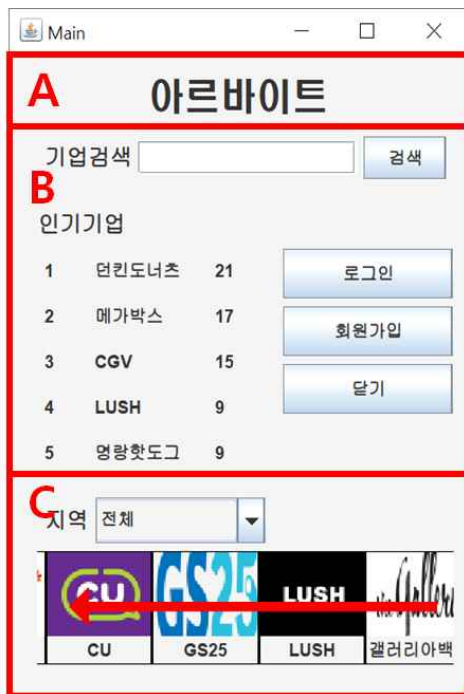 Main
A
아르바이트
기업검색 검색
B
인기기업
1 던킨도너츠 21
2 메가박스 17
3 CGV 15
4 LUSH 9
5 명랑핫도그 9
로그인
회원가입
닫기
C
지역 전체
CU GS25 LUSH
CU GS25 LUSH 갤러리아백